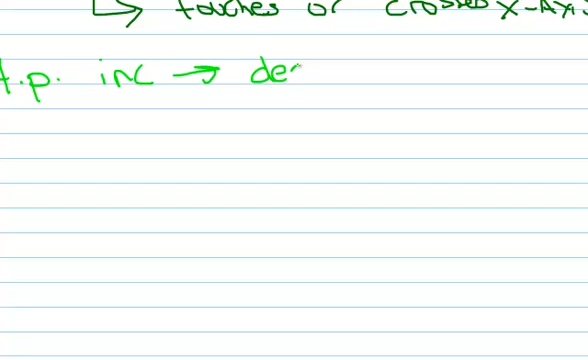 ↳ touches or crosses X-Axis
t.p. inc → de